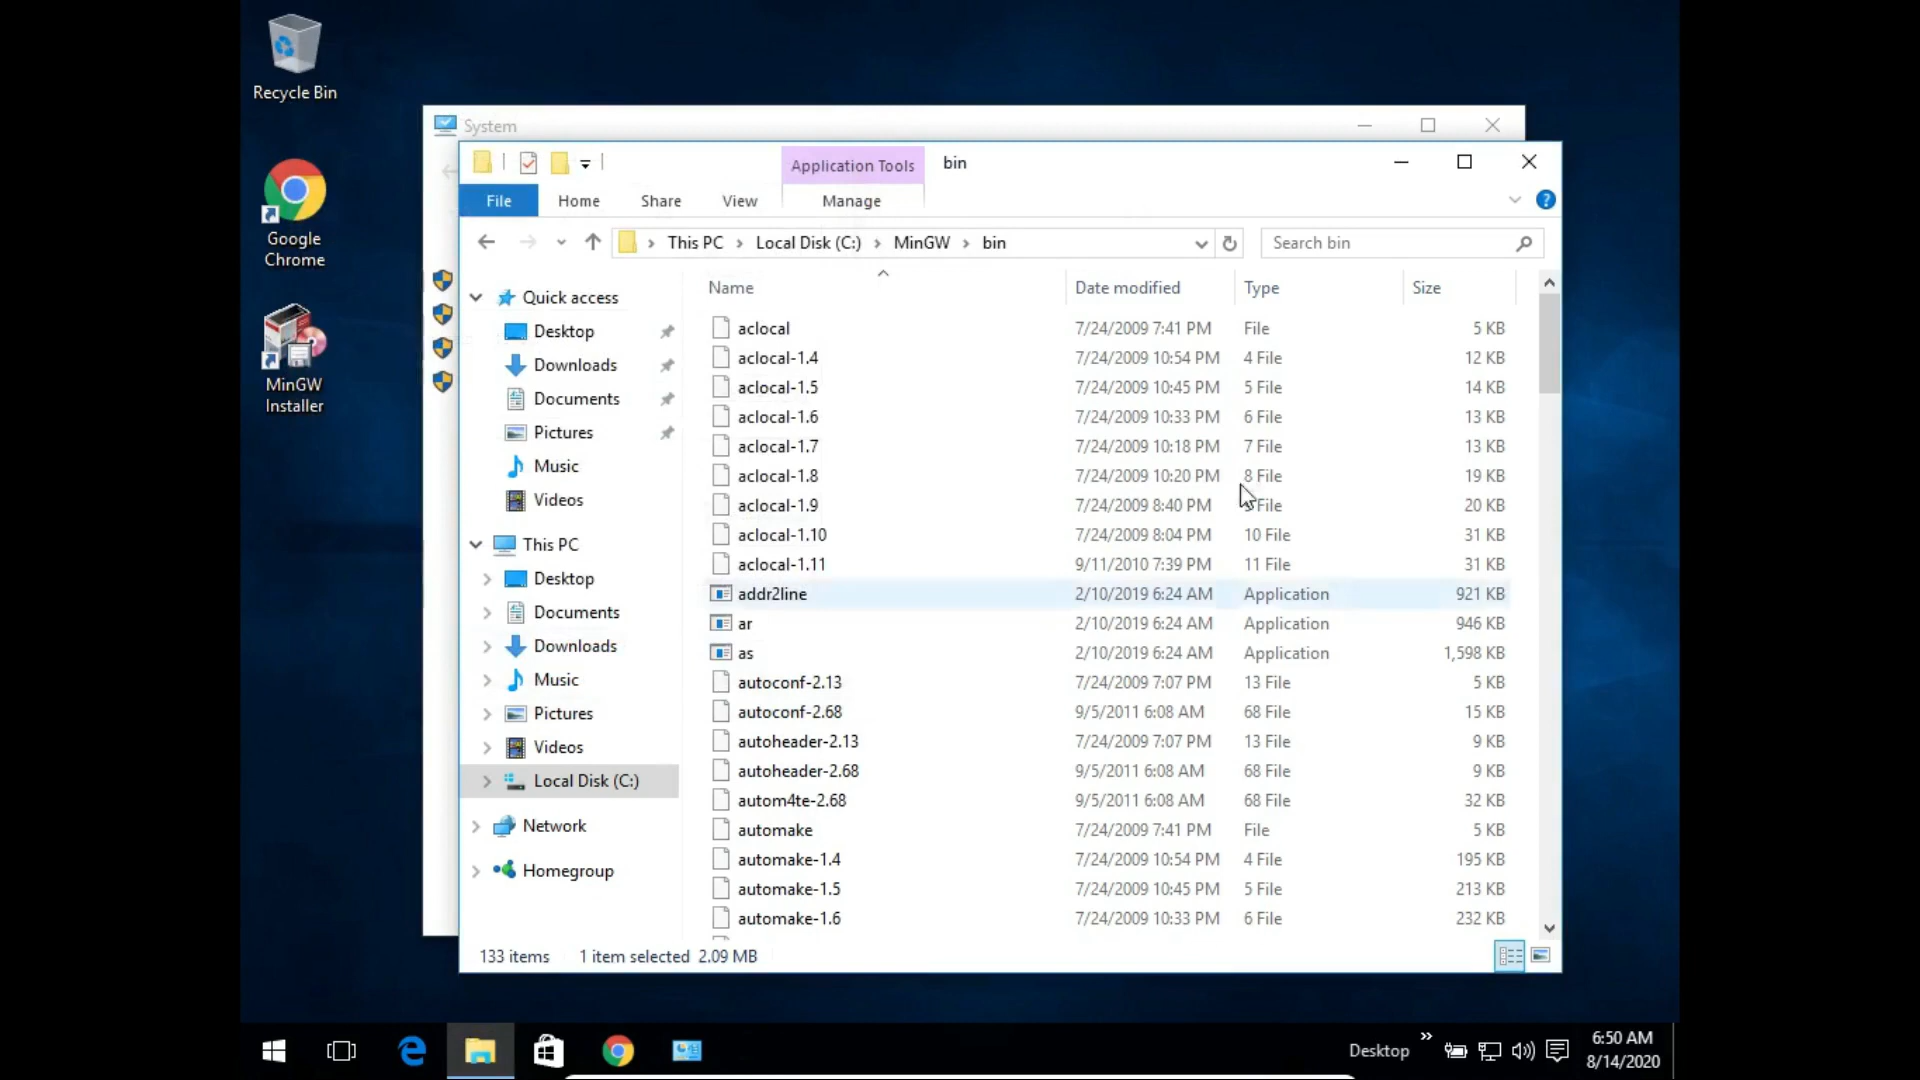 Recycle Bin
Google
Chrome
MinGW
Installer
System
Application Tools
bin
File
Home
Share
View
Manage
This PC
Local Disk (C:)
MinGW
bin
Search bin
Quick access
Desktop
Downloads
Documents
Pictures
Music
Videos
This PC
Desktop
Documents
Downloads
Music
Pictures
Videos
Local Disk (C:)
Network
Homegroup
Name Date modified Type Size
aclocal 7/24/2009 7:41 PM File 5 KB
aclocal-1.4 7/24/2009 10:54 PM 4 File 12 KB
aclocal-1.5 7/24/2009 10:45 PM 5 File 14 KB
aclocal-1.6 7/24/2009 10:33 PM 6 File 13 KB
aclocal-1.7 7/24/2009 10:18 PM 7 File 13 KB
aclocal-1.8 7/24/2009 10:20 PM 8 File 19 KB
aclocal-1.9 7/24/2009 8:40 PM File 20 KB
aclocal-1.10 7/24/2009 8:04 PM 10 File 31 KB
aclocal-1.11 9/11/2010 7:39 PM 11 File 31 KB
addr2line 2/10/2019 6:24 AM Application 921 KB
ar 2/10/2019 6:24 AM Application 946 KB
as 2/10/2019 6:24 AM Application 1,598 KB
autoconf-2.13 7/24/2009 7:07 PM 13 File 5 KB
autoconf-2.68 9/5/2011 6:08 AM 68 File 15 KB
autoheader-2.13 7/24/2009 7:07 PM 13 File 9 KB
autoheader-2.68 9/5/2011 6:08 AM 68 File 9 KB
autom4te-2.68 9/5/2011 6:08 AM 68 File 32 KB
automake 7/24/2009 7:41 PM File 5 KB
automake-1.4 7/24/2009 10:54 PM 4 File 195 KB
automake-1.5 7/24/2009 10:45 PM 5 File 213 KB
automake-1.6 7/24/2009 10:33 PM 6 File 232 KB
133 items 1 item selected 2.09 MB
Desktop
6:50 AM
8/14/2020